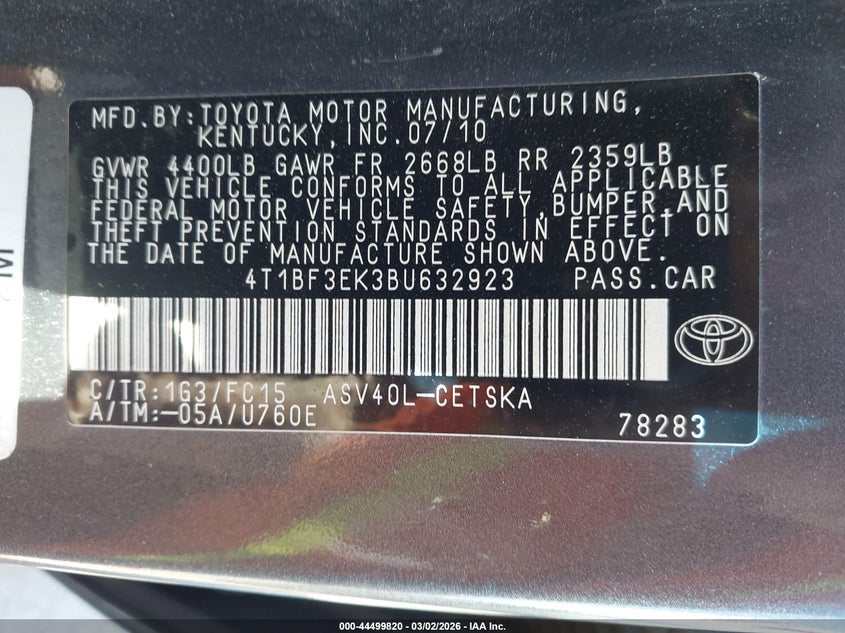 MFD.BY:TOYOTA MOTOR MANUFACTURING,
KENTUCKY,INC.07/10
GVWR 4400LB GAWR FR 2668LB RR 2359LB
THIS VEHICLE CONFORMS TO ALL APPLICABLE
FEDERAL MOTOR VEHICLE SAFETY,BUMPER,AND
THEFT PREVENTION STANDARDS IN EFFECT ON
THE DATE OF MANUFACTURE SHOWN ABOVE.
4T1BF3EK3BU632923 PASS.CAR
C/TR:1G3/FC15 ASV40L-CETSKA
A/TM:-05A/U760E
78283
000-44499820 - 03/02/2026 - IAA Inc.